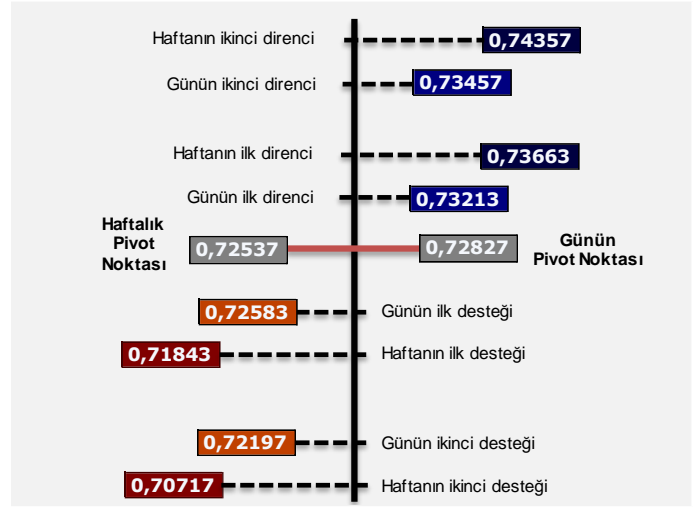 Haftanın ikinci direnci 0,74357
Günün ikinci direnci 0,73457
Haftanın ilk direnci 0,73663
Günün ilk direnci 0,73213
Haftalık
Pivot
Noktası
0,72537
0,72827
Günün
Pivot Noktası
0,72583 Günün ilk desteği
0,71843 Haftanın ilk desteği
0,72197 Günün ikinci desteği
0,70717 Haftanın ikinci desteği